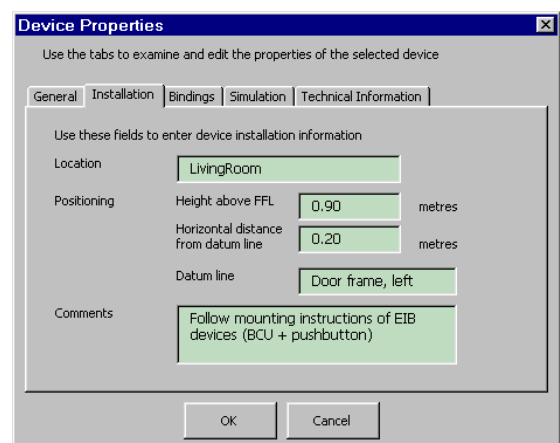 Device Properties
Use the tabs to examine and edit the properties of the selected device
General Installation Bindings Simulation Technical Information
Use these fields to enter device installation information
Location LivingRoom
Positioning Height above FFL 0.90 metres
Horizontal distance
from datum line 0.20 metres
Datum line Door frame, left
Comments Follow mounting instructions of EIB
devices (BCU + pushbutton)
OK Cancel